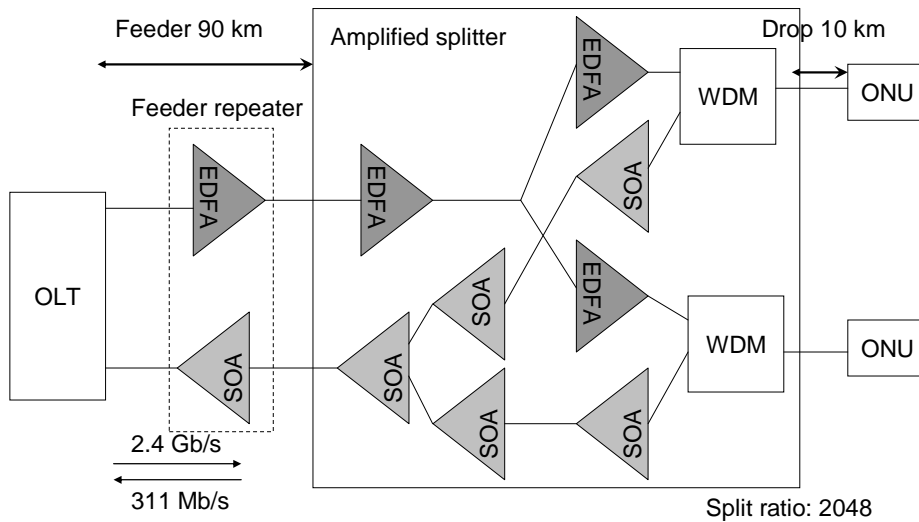 Feeder 90 km
Amplified splitter
Drop 10 km
EDFA
WDM
ONU
Feeder repeater
EDFA
EDFA
SOA
OLT
EDFA
SOA
WDM
ONU
SOA
SOA
SOA
SOA
2.4 Gb/s
311 Mb/s
Split ratio: 2048